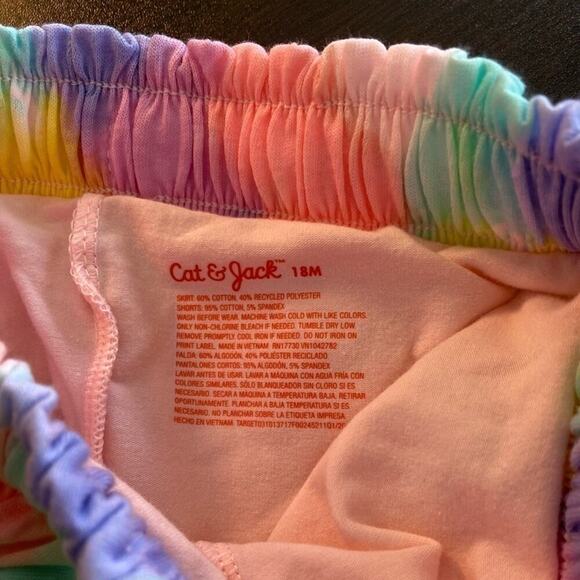 Cat & Jack™ 18M
SKIRT: 60% COTTON, 40% RECYCLED POLYESTER
SHORTS: 95% COTTON, 5% SPANDEX
WASH BEFORE WEAR. MACHINE WASH COLD WITH LIKE COLORS.
ONLY NON-CHLORINE BLEACH IF NEEDED. TUMBLE DRY LOW
REMOVE PROMPTLY. COOL IRON IF NEEDED. DO NOT IRON ON
PRINT LABEL. MADE IN VIETNAM. RN17730 VN1042782
FALDA: 60% ALGODÓN, 40% POLIÉSTER RECICLADO
PANTALONES CORTOS: 95% ALGODÓN, 5% SPANDEX
LAVAR ANTES DE USAR. LAVAR A MÁQUINA CON AGUA FRÍA CON
COLORES SIMILARES. SÓLO BLANQUEADOR SIN CLORO SI ES
NECESARIO. SECAR A MÁQUINA A TEMPERATURA BAJA, RETIRAR
OPORTUNAMENTE. PLANCHAR A BAJA TEMPERATURA SI ES
NECESARIO. NO PLANCHAR SOBRE LA ETIQUETA IMPRESA.
HECHO EN VIETNAM.